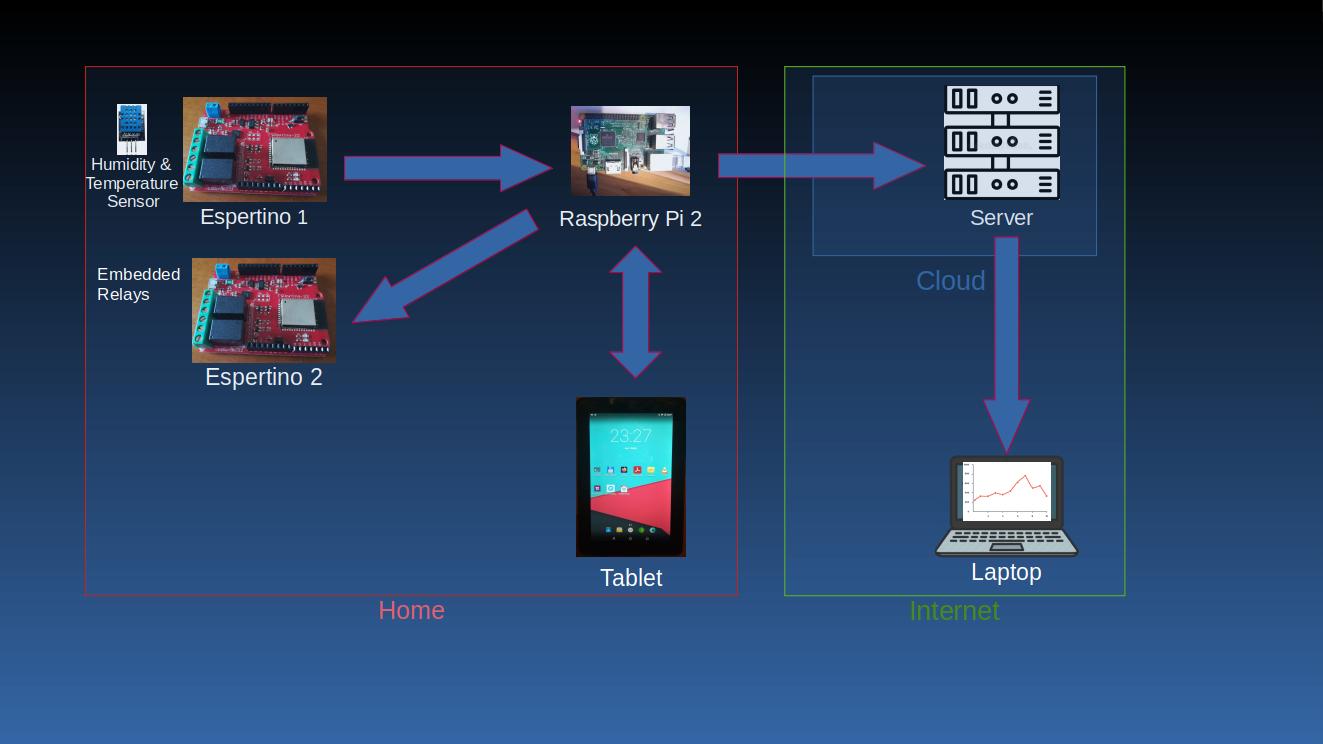 Humidity &
Temperature
Sensor
Espertino 1
Raspberry Pi 2
Server
Embedded
Relays
Cloud
Espertino 2
23:27
Tablet
Laptop
Home
Internet